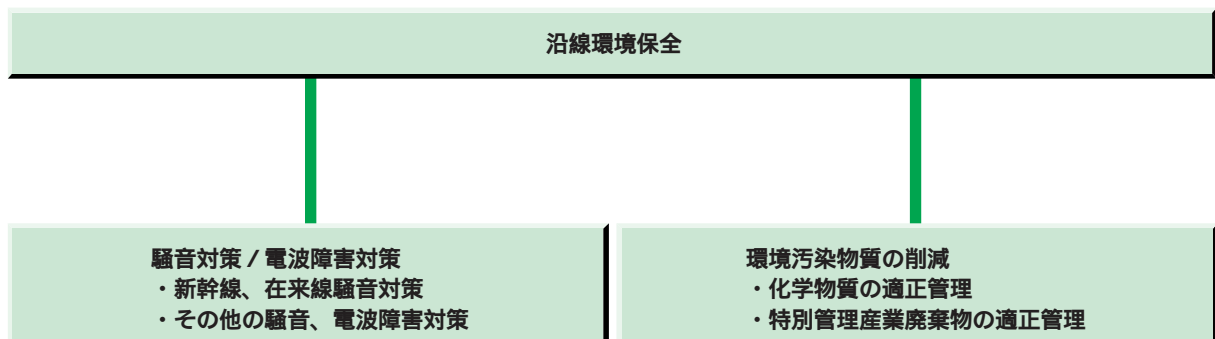 沿線環境保全
騒音対策 / 電波障害対策
・新幹線、在来線騒音対策
・その他の騒音、電波障害対策
環境汚染物質の削減
・化学物質の適正管理
・特別管理産業廃棄物の適正管理